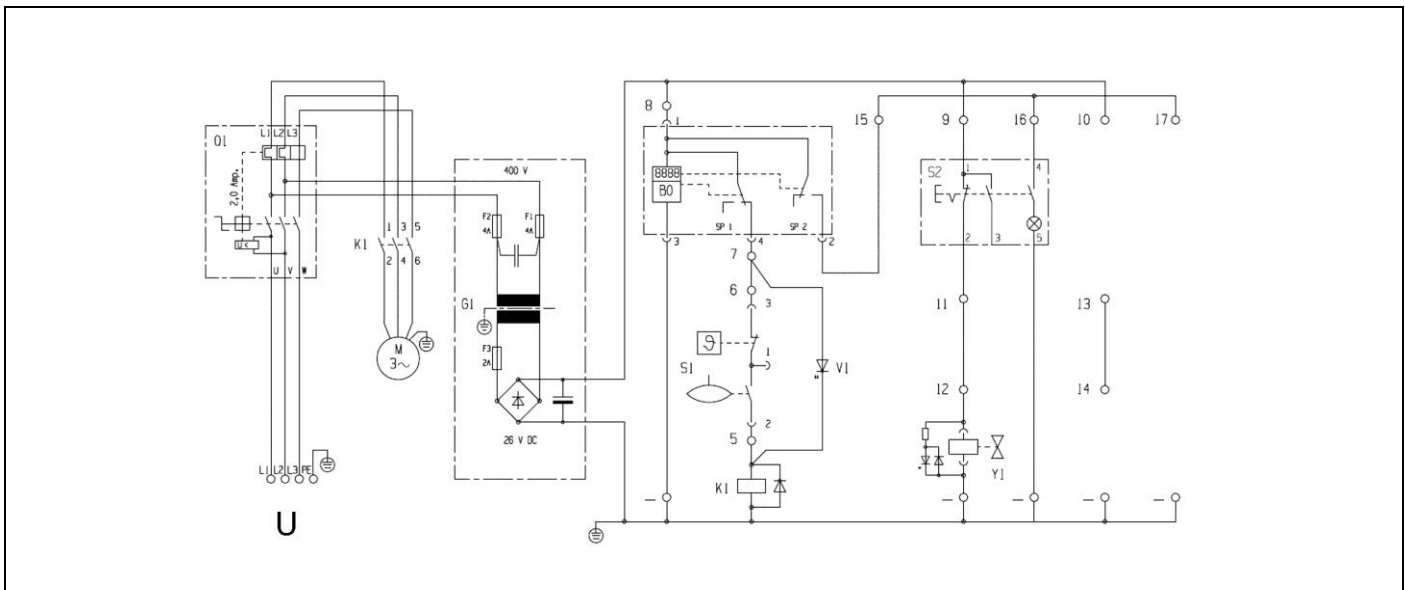 Q1
L1 L2 L3
2,0 Amp.
U<
U V W
L1 L2 L3 PE
U
K1
1 3 5
2 4 6
M
3~
400 V
F2
4A
F1
4A
G1
F3
2A
26 V DC
8
1
8888
B0
SP 1
SP 2
3
4
2
7
6
3
ϑ
1
S1
V1
2
5
K1
15
9
16
10
17
S2
1
4
2
3
5
11
13
12
14
Y1